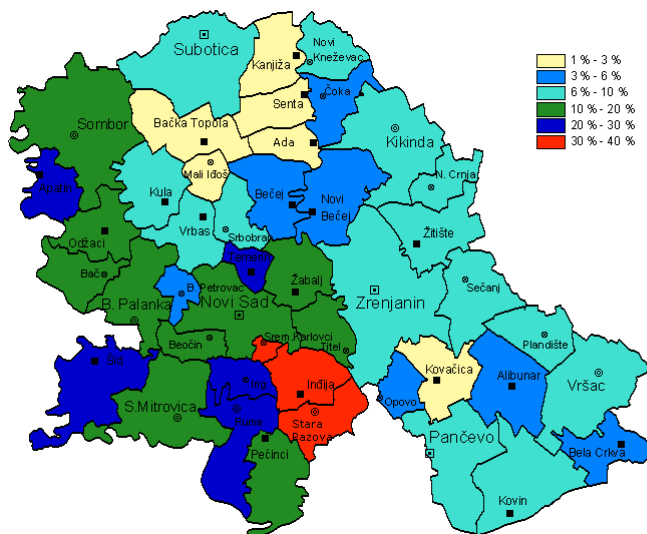 Subotica
Novi
Kneževac
Kanjiža
1 % - 3 %
3 % - 6 %
6 % - 10 %
10 % - 20 %
20 % - 30 %
30 % - 40 %
Senta
Čoka
Sombor
Bačka Topola
Ada
Kikinda
Mali Iđoš
N. Crnja
Apatin
Kula
Bečej
Novi
Bečej
Vrbas
Srbobran
Žitište
Odžaci
Temerin
Bač
B.
Petrovac
Žabalj
Zrenjanin
Sečanj
B. Palanka
Novi Sad
Beočin
Srem.Karlovci
Titel
Plandište
Šid
Irig
Inđija
Kovačica
Alibunar
Vršac
Opovo
S.Mitrovica
Ruma
Stara
Pazova
Pančevo
Pećinci
Bela Crkva
Kovin